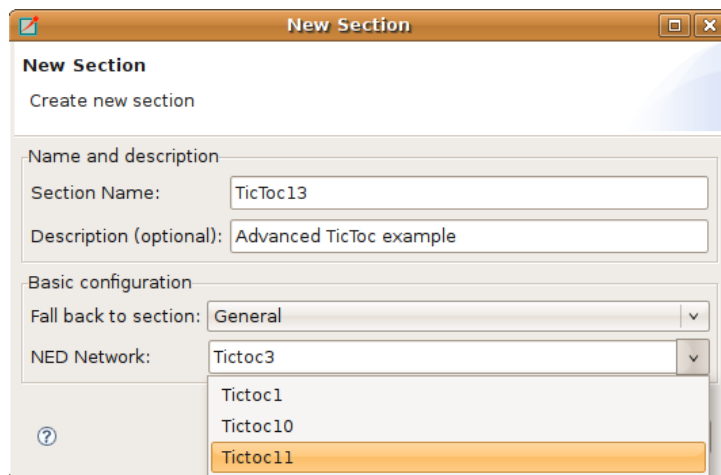 New Section
New Section
Create new section
Name and description
Section Name: TicToc13
Description (optional): Advanced TicToc example
Basic configuration
Fall back to section: General
NED Network: Tictoc3
Tictoc1
Tictoc10
Tictoc11